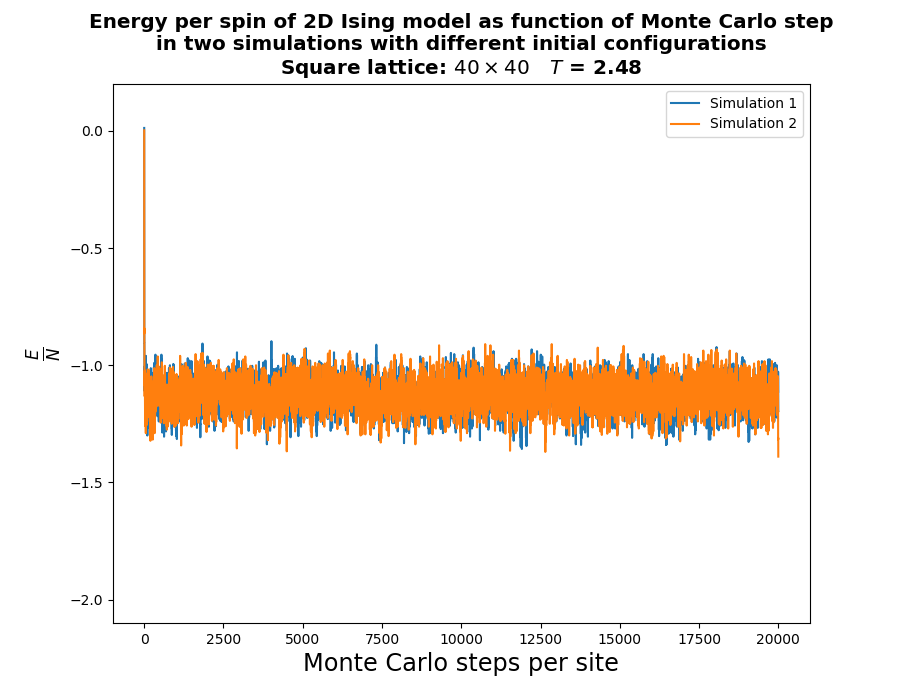 Energy per spin of 2D Ising model as function of Monte Carlo step
in two simulations with different initial configurations
Square lattice: 40 × 40   T = 2.48
Simulation 1
Simulation 2
0.0
−0.5
−1.0
−1.5
−2.0
E
N
0 2500 5000 7500 10000 12500 15000 17500 20000
Monte Carlo steps per site